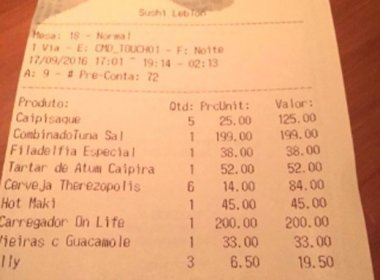 Sushi Leblon
Mesa: 18 - Normal
1 Via - E: CMD_TOUCH01 - F: Noite
17/09/2016 17:01 ~ 19:14 - 02:13
A: 9 - # Pre-Conta: 72
Produto: Qtd: PrcUnit: Valor:
Caipisaque 5 25.00 125.00
CombinadoTuna Sal 1 199.00 199.00
Filadelfia Especial 1 38.00 38.00
Tartar de Atum Caipira 1 52.00 52.00
Cerveja Therezopolis 6 14.00 84.00
Hot Maki 1 45.00 45.00
Carregador On Life 1 200.00 200.00
Vieiras c Guacamole 1 33.00 33.00
lly 3 6.50 19.50